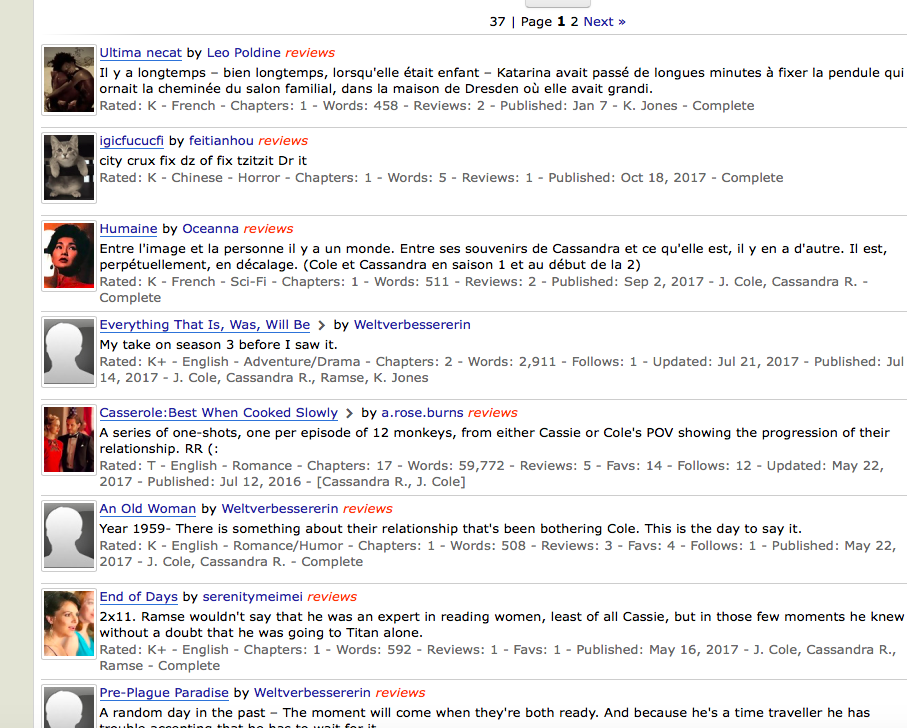 37 | Page 1 2 Next »
Ultima necat by Leo Poldine reviews
Il y a longtemps – bien longtemps, lorsqu'elle était enfant – Katarina avait passé de longues minutes à fixer la pendule qui
ornait la cheminée du salon familial, dans la maison de Dresden où elle avait grandi.
Rated: K - French - Chapters: 1 - Words: 458 - Reviews: 2 - Published: Jan 7 - K. Jones - Complete
igicfucucfi by feitianhou reviews
city crux fix dz of fix tzitzit Dr it
Rated: K - Chinese - Horror - Chapters: 1 - Words: 5 - Reviews: 1 - Published: Oct 18, 2017 - Complete
Humaine by Oceanna reviews
Entre l'image et la personne il y a un monde. Entre ses souvenirs de Cassandra et ce qu'elle est, il y en a d'autre. Il est,
perpétuellement, en décalage. (Cole et Cassandra en saison 1 et au début de la 2)
Rated: K - French - Sci-Fi - Chapters: 1 - Words: 511 - Reviews: 2 - Published: Sep 2, 2017 - J. Cole, Cassandra R. -
Complete
Everything That Is, Was, Will Be > by Weltverbessererin
My take on season 3 before I saw it.
Rated: K+ - English - Adventure/Drama - Chapters: 2 - Words: 2,911 - Follows: 1 - Updated: Jul 21, 2017 - Published: Jul
14, 2017 - J. Cole, Cassandra R., Ramse, K. Jones
Casserole:Best When Cooked Slowly > by a.rose.burns reviews
A series of one-shots, one per episode of 12 monkeys, from either Cassie or Cole's POV showing the progression of their
relationship. RR (:
Rated: T - English - Romance - Chapters: 17 - Words: 59,772 - Reviews: 5 - Favs: 14 - Follows: 12 - Updated: May 22,
2017 - Published: Jul 12, 2016 - [Cassandra R., J. Cole]
An Old Woman by Weltverbessererin reviews
Year 1959- There is something about their relationship that's been bothering Cole. This is the day to say it.
Rated: K - English - Romance/Humor - Chapters: 1 - Words: 508 - Reviews: 3 - Favs: 4 - Follows: 1 - Published: May 22,
2017 - J. Cole, Cassandra R. - Complete
End of Days by serenitymeimei reviews
2x11. Ramse wouldn't say that he was an expert in reading women, least of all Cassie, but in those few moments he knew
without a doubt that he was going to Titan alone.
Rated: K+ - English - Chapters: 1 - Words: 592 - Reviews: 1 - Favs: 1 - Published: May 16, 2017 - J. Cole, Cassandra R.,
Ramse - Complete
Pre-Plague Paradise by Weltverbessererin reviews
A random day in the past – The moment will come when they're both ready. And because he's a time traveller he has
trouble accepting that he has to wait for it.